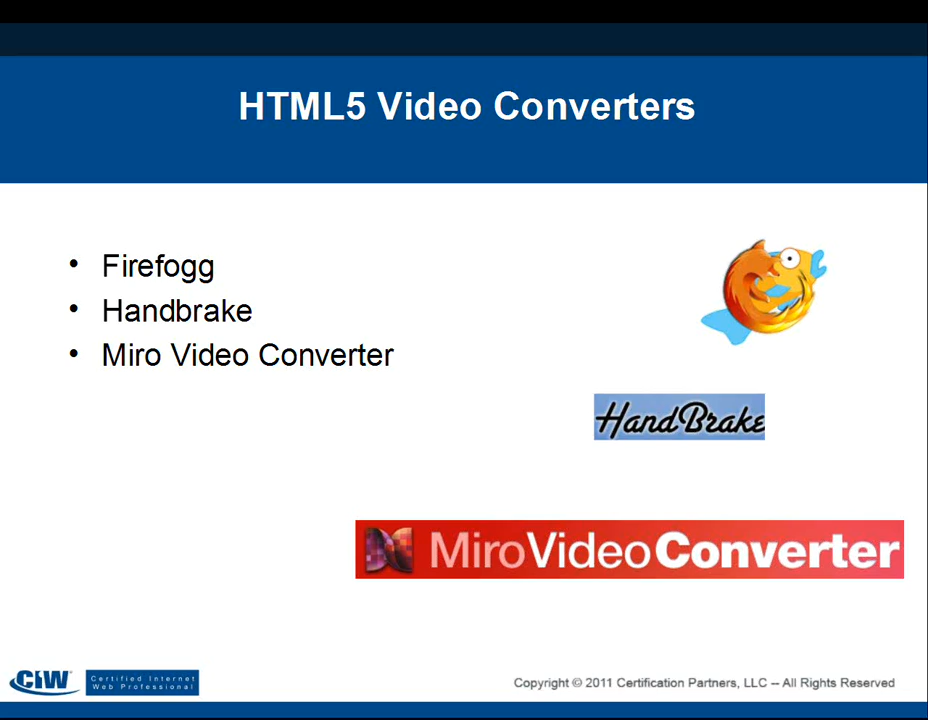 HTML5 Video Converters
• Firefogg
• Handbrake
• Miro Video Converter
HandBrake
MiroVideoConverter
CIW
Certified Internet
Web Professional
Copyright © 2011 Certification Partners, LLC -- All Rights Reserved